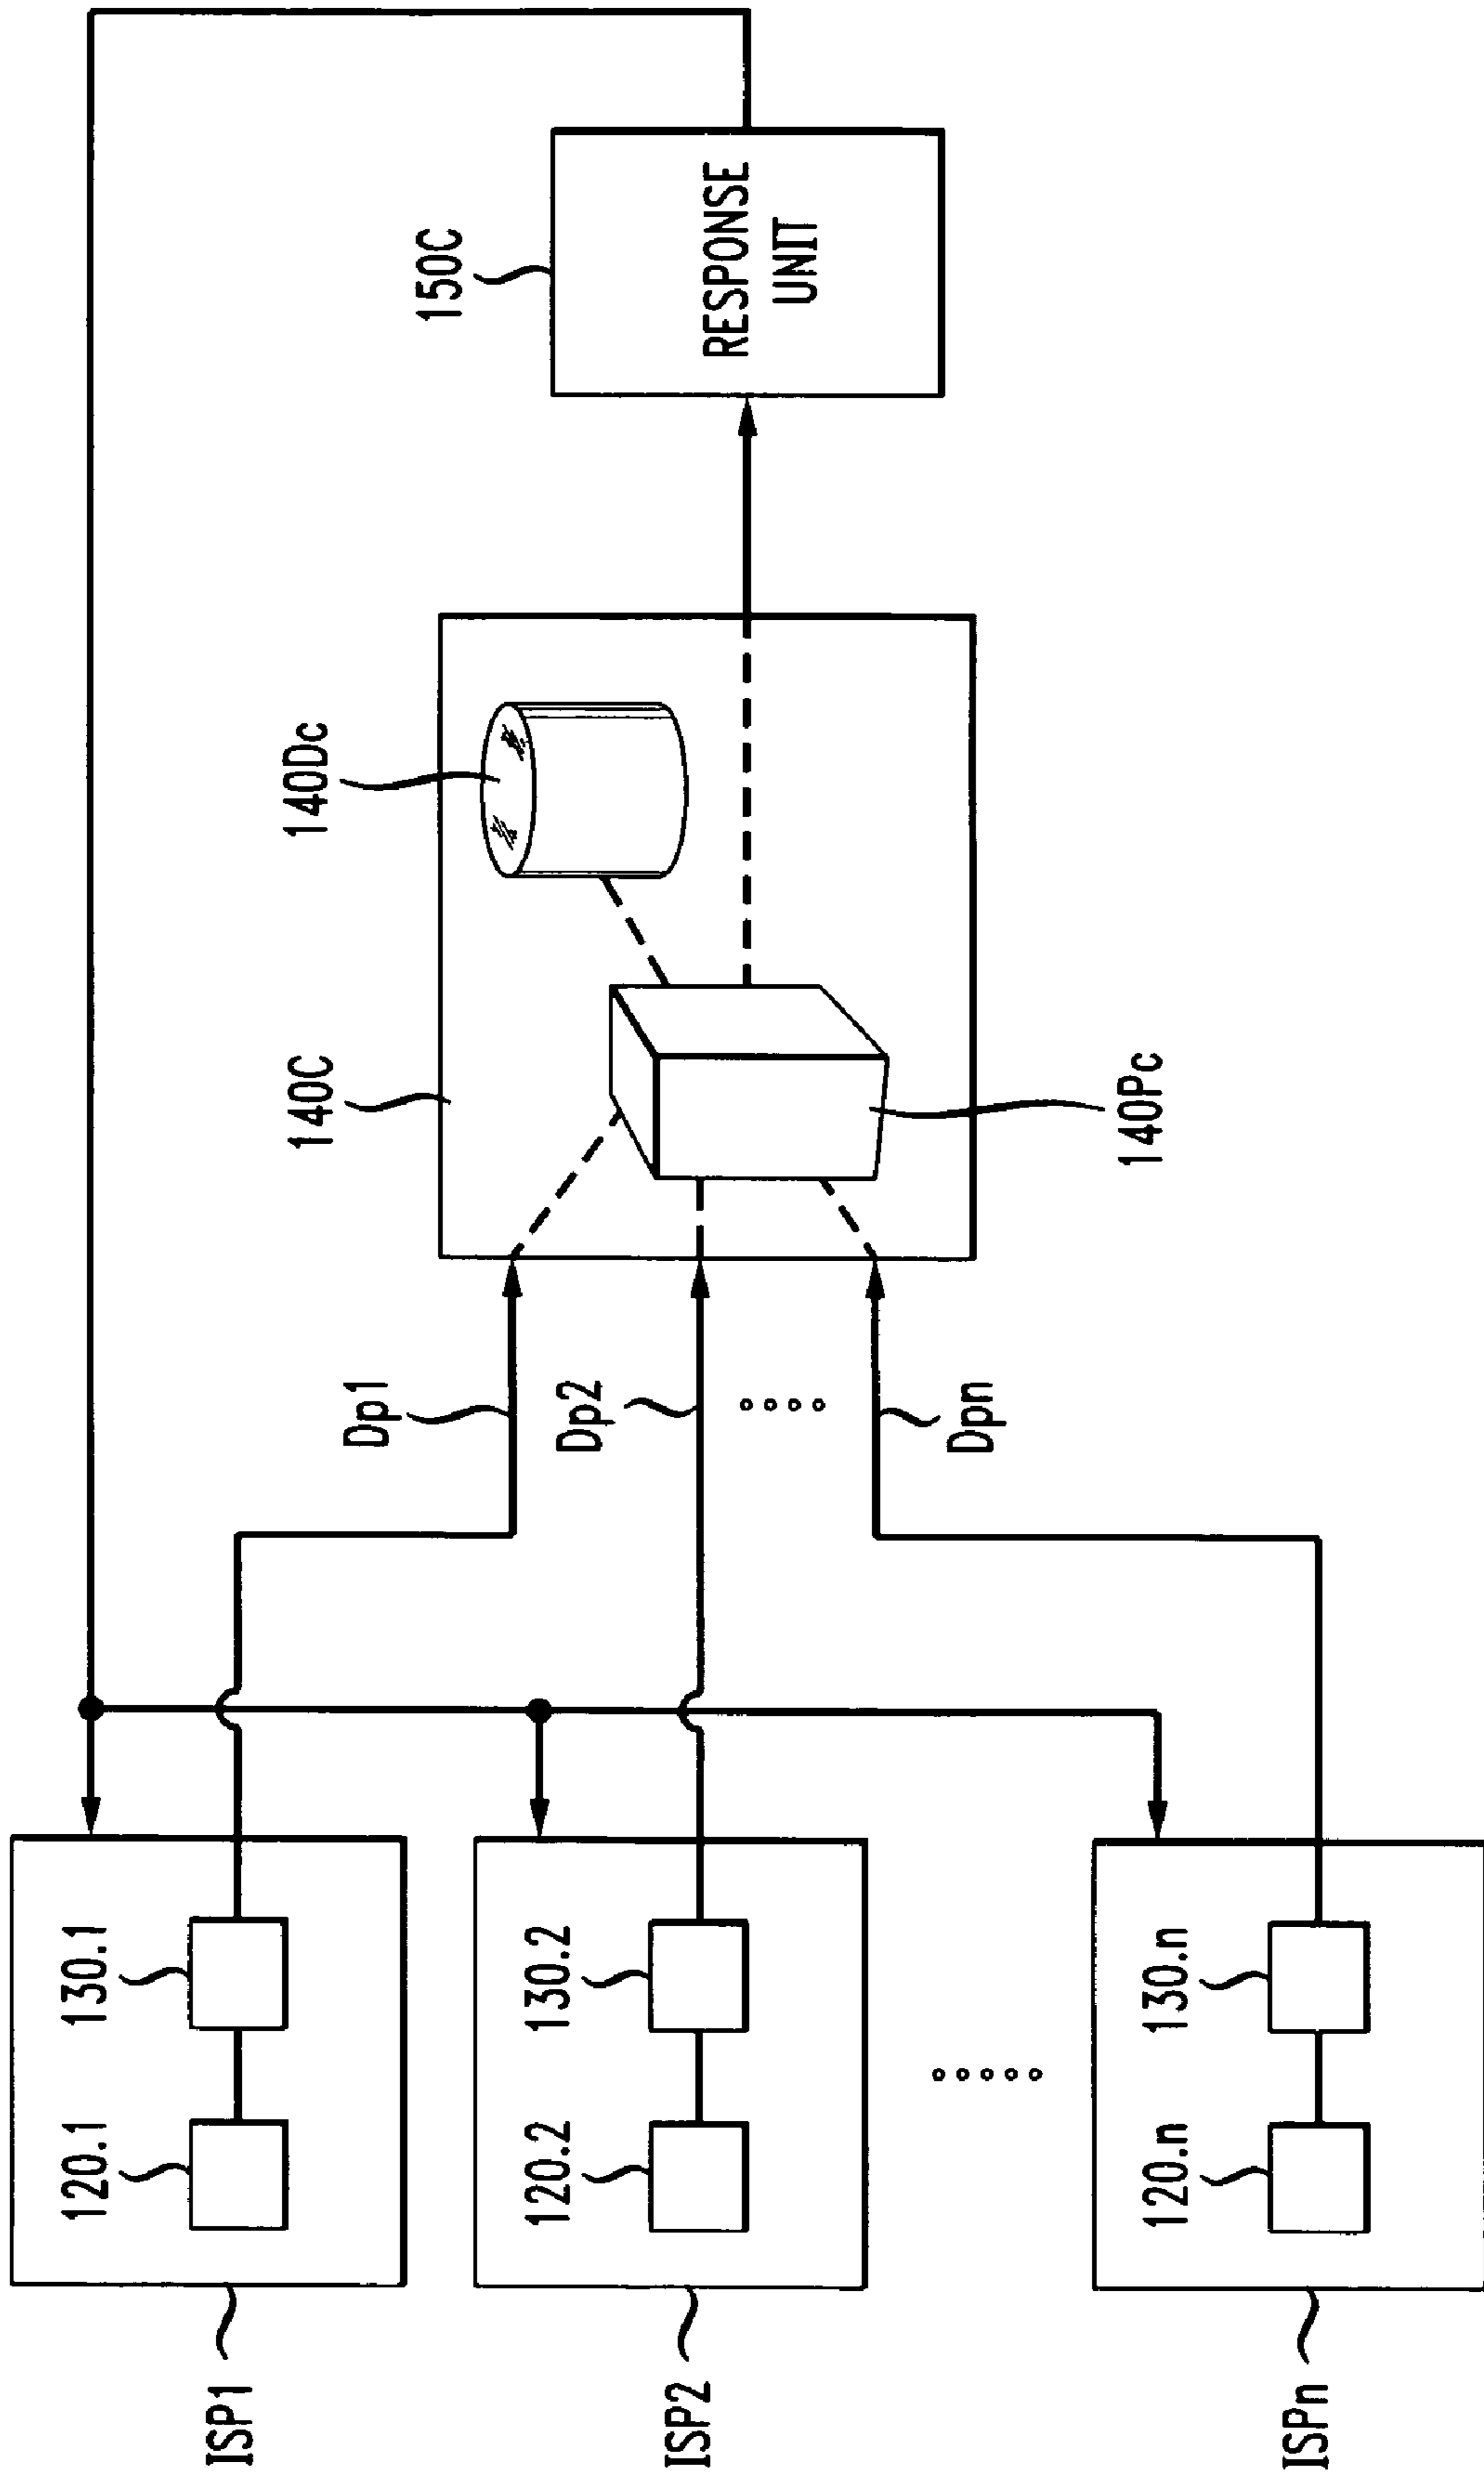 ISP1
120.1
130.1
ISP2
120.2
130.2
ISPn
120.n
130.n
Dp1
Dp2
Dpn
140C
140Dc
140Pc
150C
RESPONSE
UNIT